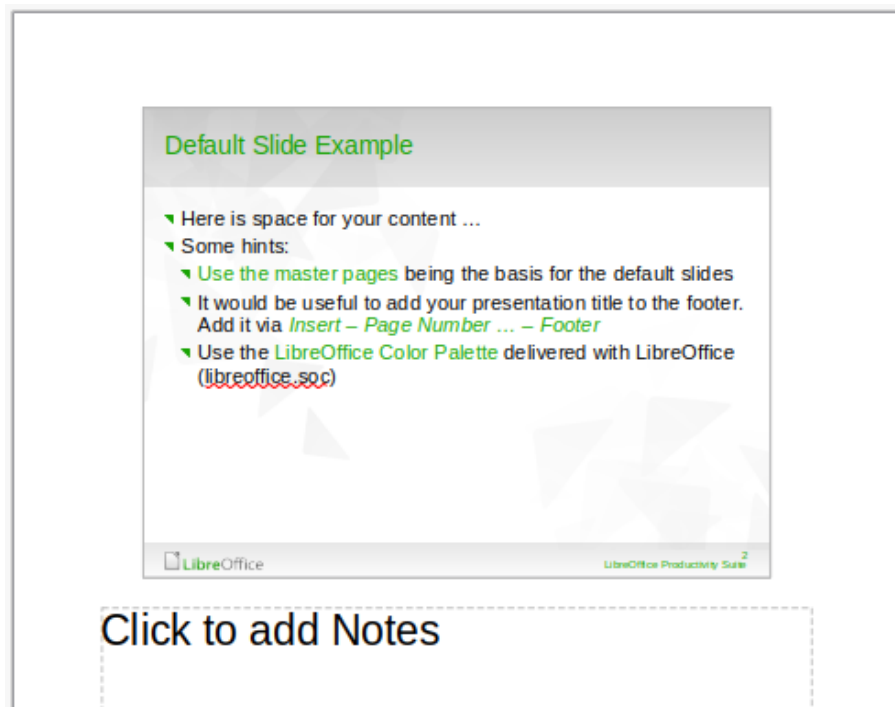 Default Slide Example
Here is space for your content …
Some hints:
Use the master pages being the basis for the default slides
It would be useful to add your presentation title to the footer.
Add it via Insert – Page Number … – Footer
Use the LibreOffice Color Palette delivered with LibreOffice
(libreoffice.soc)
LibreOffice
2
LibreOffice Productivity Suite
Click to add Notes